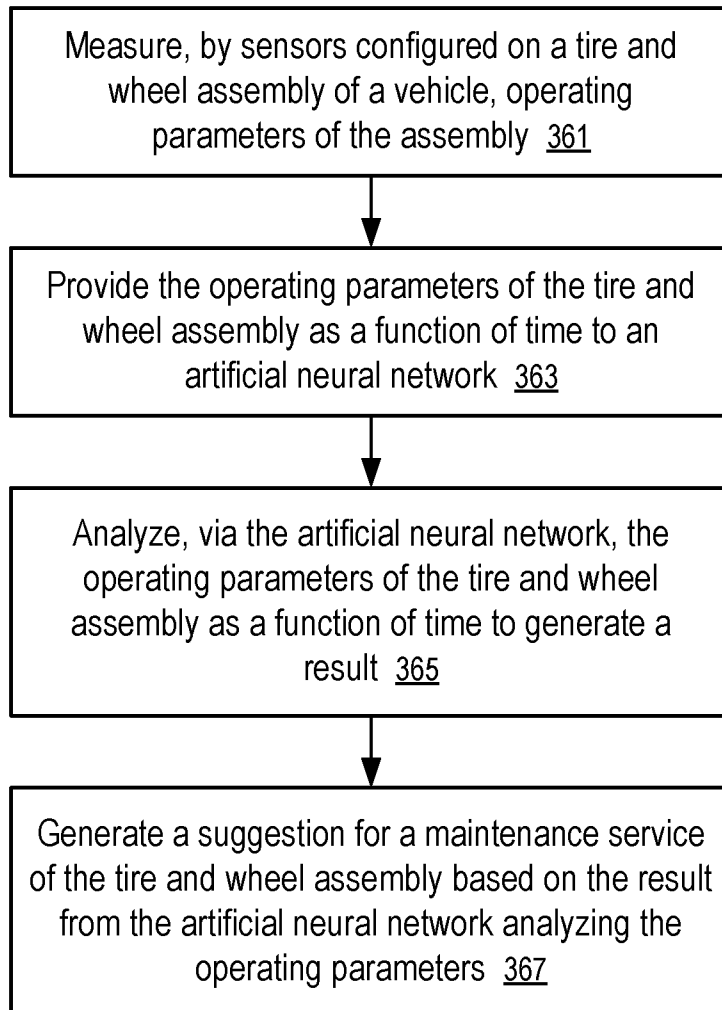 Measure, by sensors configured on a tire and
wheel assembly of a vehicle, operating
parameters of the assembly 361
Provide the operating parameters of the tire and
wheel assembly as a function of time to an
artificial neural network 363
Analyze, via the artificial neural network, the
operating parameters of the tire and wheel
assembly as a function of time to generate a
result 365
Generate a suggestion for a maintenance service
of the tire and wheel assembly based on the result
from the artificial neural network analyzing the
operating parameters 367